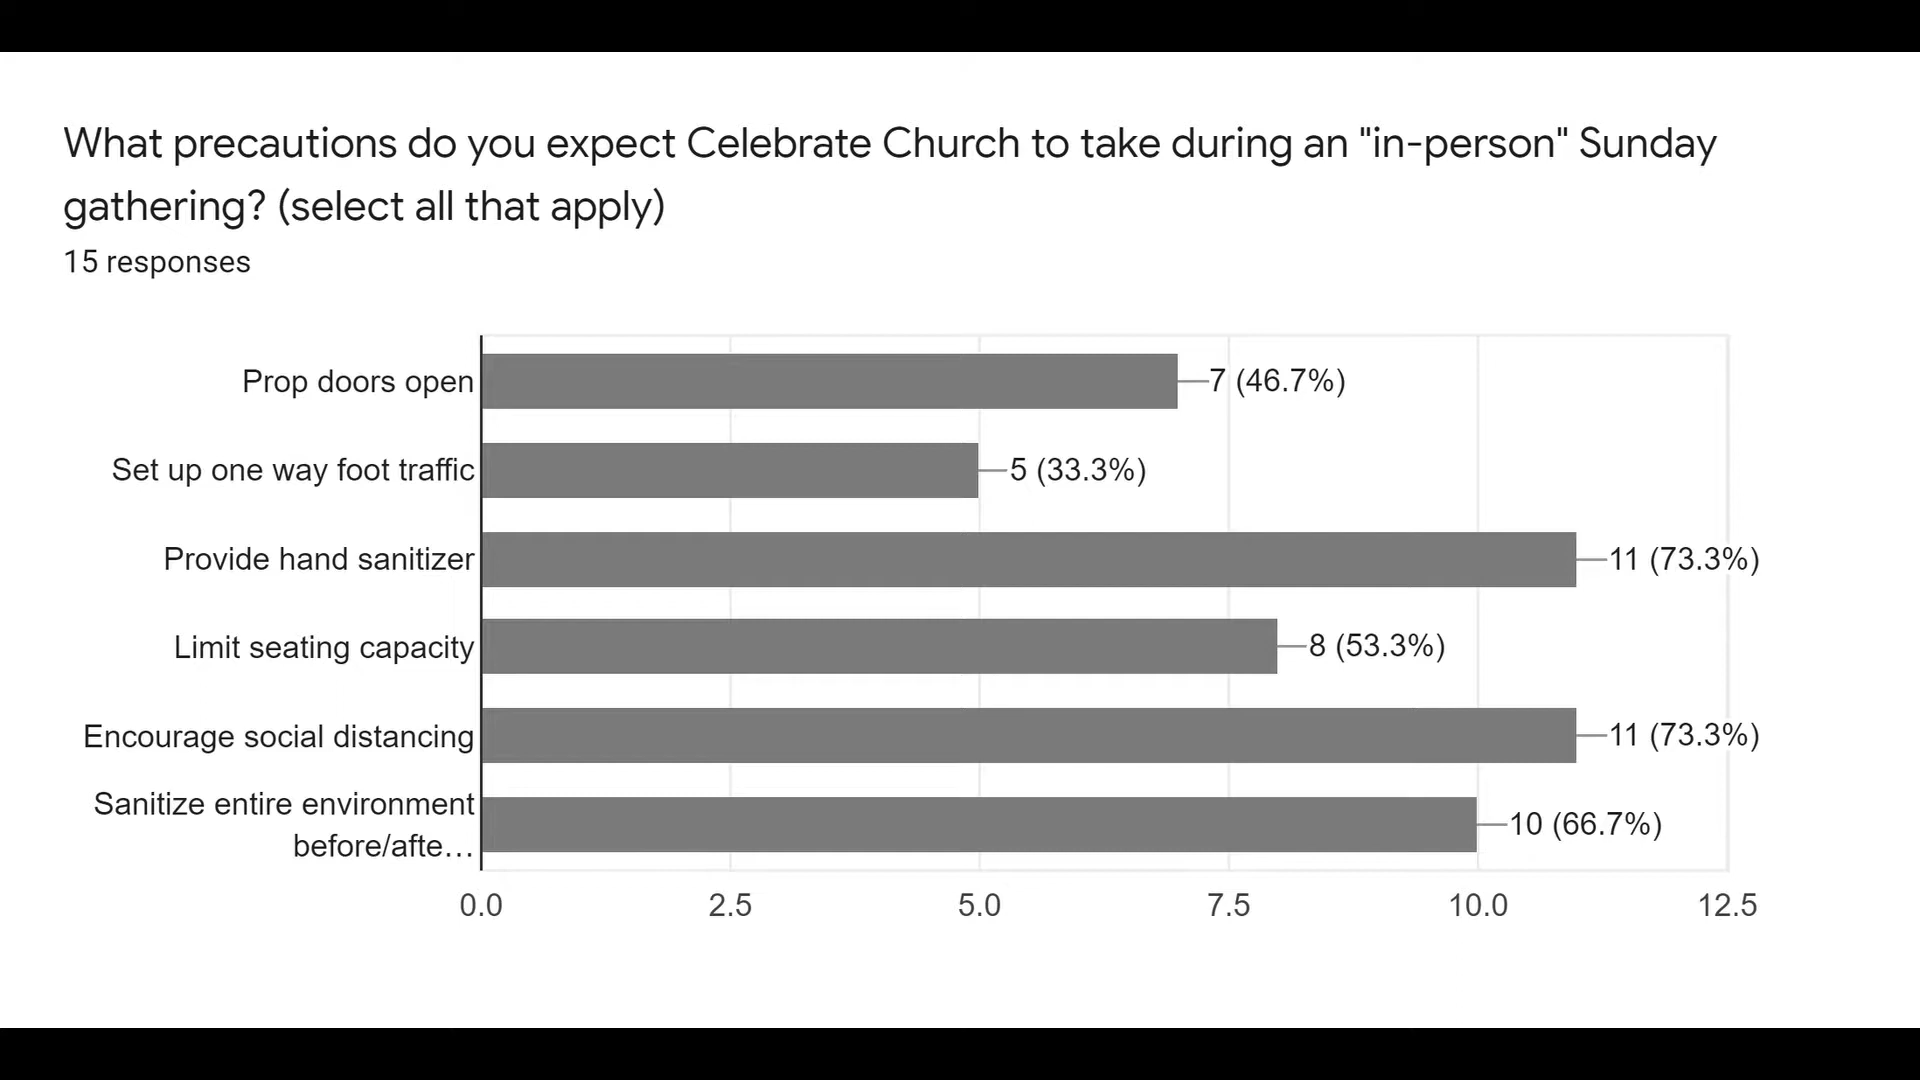 What precautions do you expect Celebrate Church to take during an "in-person" Sunday
gathering? (select all that apply)
15 responses
Prop doors open
7 (46.7%)
Set up one way foot traffic
5 (33.3%)
Provide hand sanitizer
11 (73.3%)
Limit seating capacity
8 (53.3%)
Encourage social distancing
11 (73.3%)
Sanitize entire environment
before/afte…
10 (66.7%)
0.0 2.5 5.0 7.5 10.0 12.5